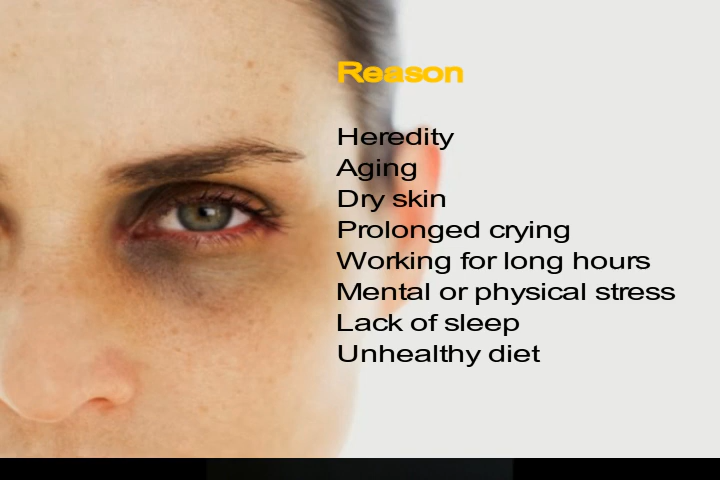 Reason
Heredity
Aging
Dry skin
Prolonged crying
Working for long hours
Mental or physical stress
Lack of sleep
Unhealthy diet